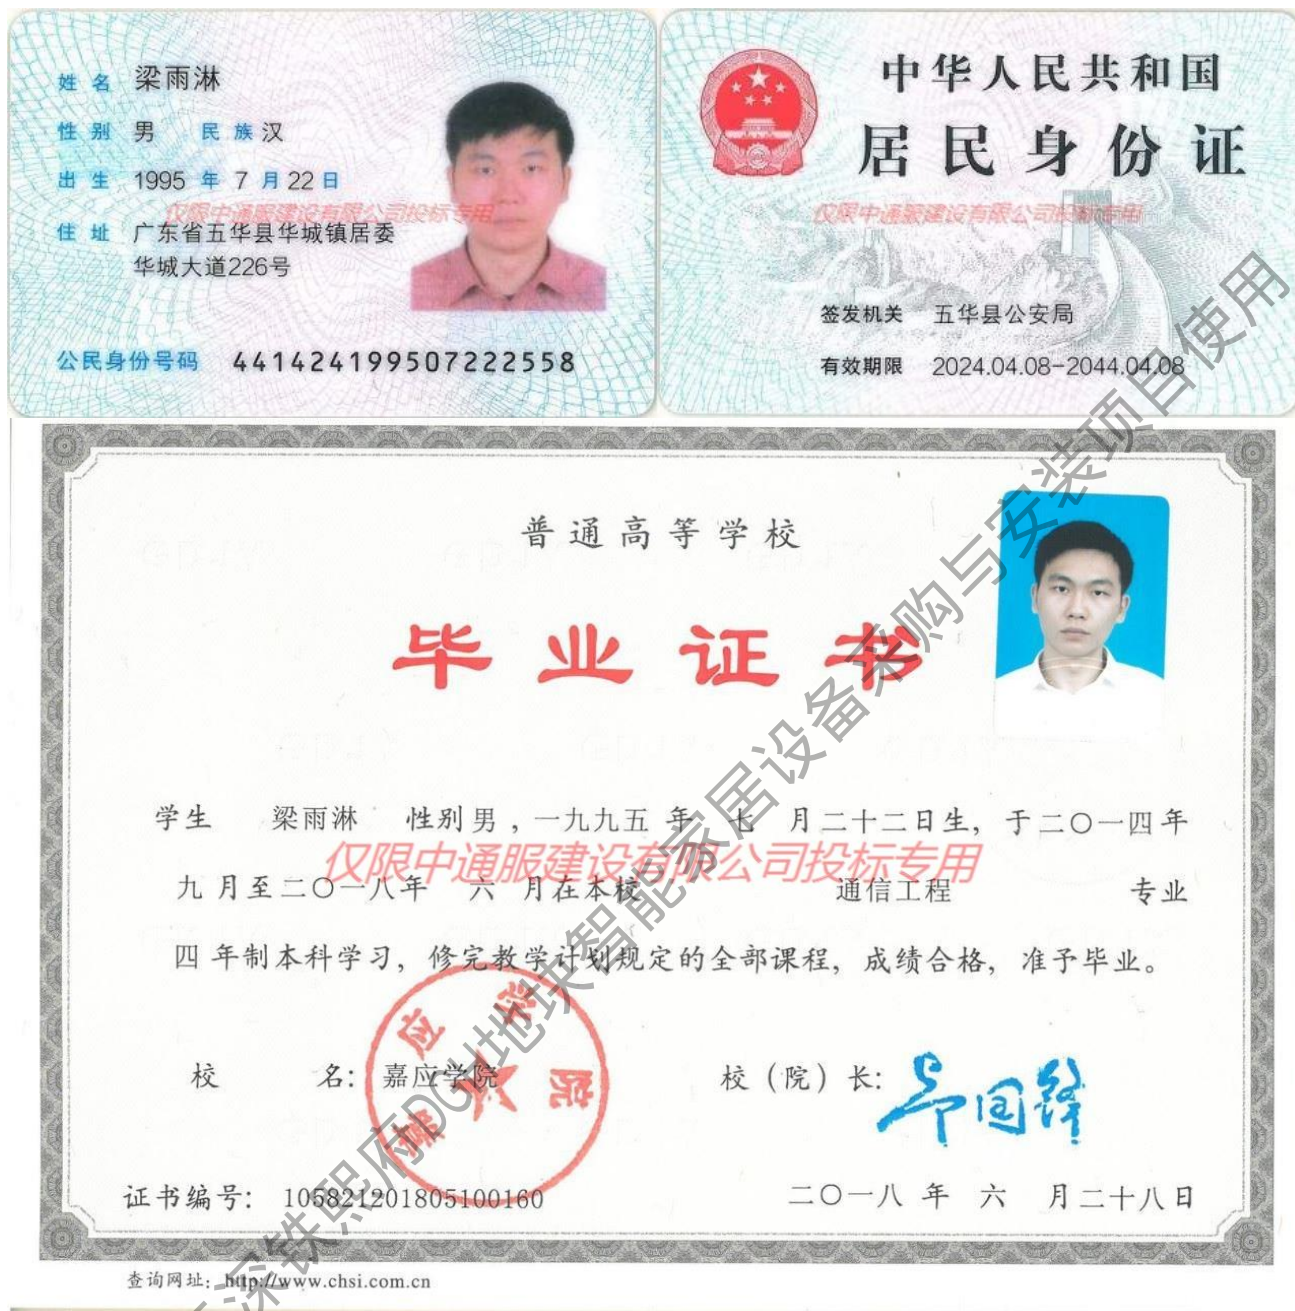 姓名 梁雨淋
性别 男 民族 汉
出生 1995 年 7 月 22 日
仅限中通服建设有限公司投标专用
住址 广东省五华县华城镇居委
华城大道226号
公民身份号码 441424199507222558
中华人民共和国
居民身份证
仅限中通服建设有限公司投标专用
签发机关 五华县公安局
有效期限 2024.04.08-2044.04.08
普通高等学校
毕业证书
学生 梁雨淋 性别男,一九九五年 七 月二十二日生,于二〇一四年
仅限中通服建设有限公司投标专用
九月至二〇一八年 六 月在本校 通信工程 专业
四年制本科学习,修完教学计划规定的全部课程,成绩合格,准予毕业。
校 名: 嘉应学院
嘉应学院
校(院)长:
证书编号: 105821201805100160
二〇一八年 六 月二十八日
查询网址: http://www.chsi.com.cn
深铁熙府DGH地块智能家居设备采购与安装项目使用